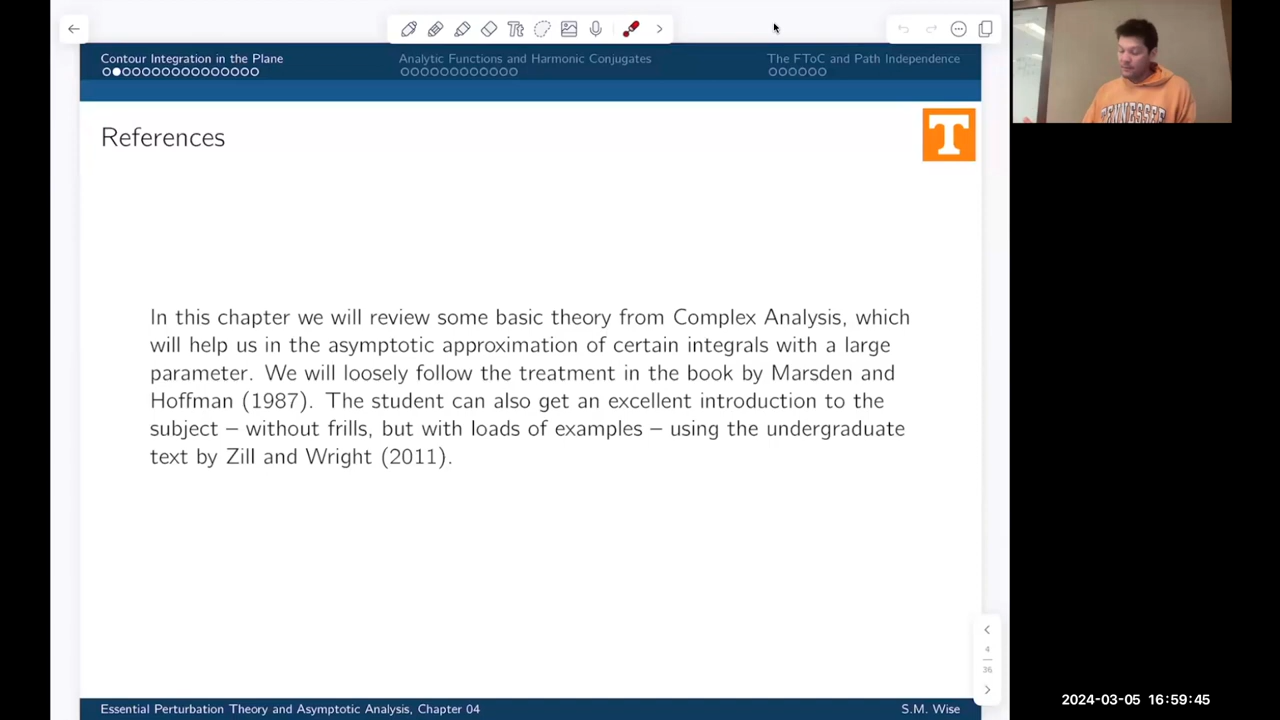 Contour Integration in the Plane
Analytic Functions and Harmonic Conjugates
The FToC and Path Independence
References
T
In this chapter we will review some basic theory from Complex Analysis, which
will help us in the asymptotic approximation of certain integrals with a large
parameter. We will loosely follow the treatment in the book by Marsden and
Hoffman (1987). The student can also get an excellent introduction to the
subject – without frills, but with loads of examples – using the undergraduate
text by Zill and Wright (2011).
4
36
Essential Perturbation Theory and Asymptotic Analysis, Chapter 04
S.M. Wise
TENNESSEE
2024-03-05 16:59:45